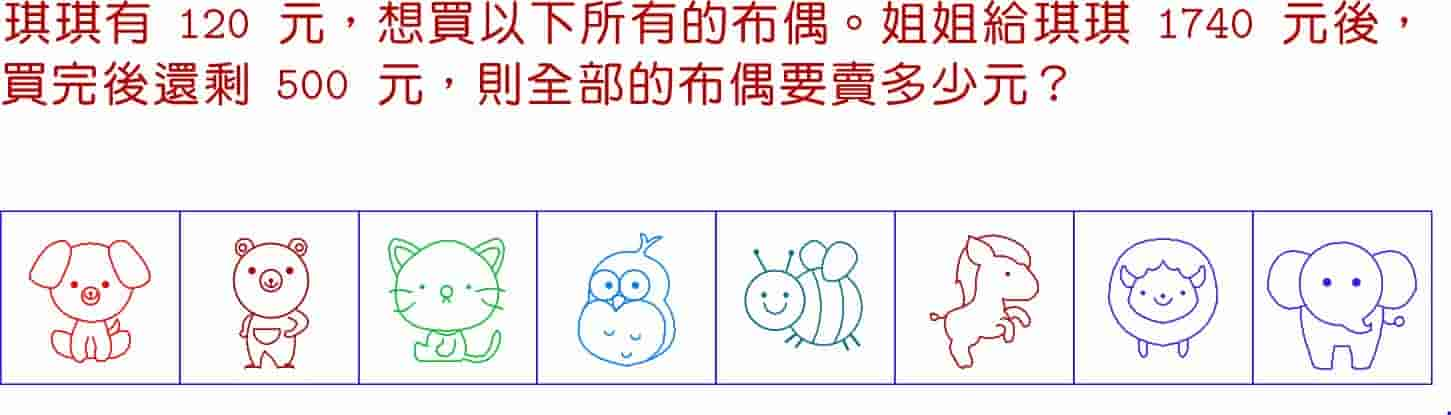 琪琪有 120 元，想買以下所有的布偶。姐姐給琪琪 1740 元後，
買完後還剩 500 元，則全部的布偶要賣多少元？